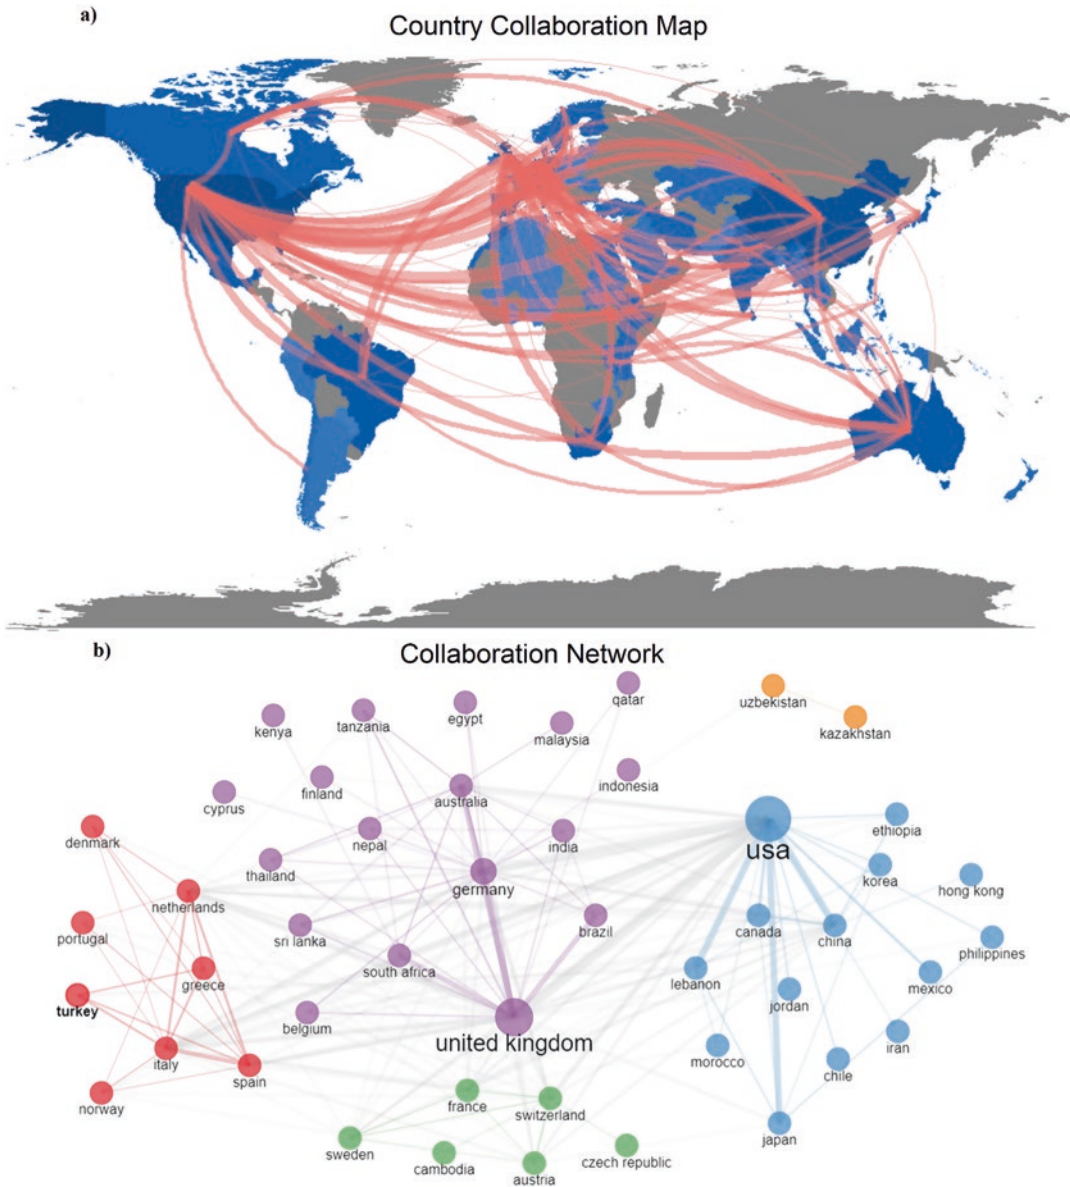 a)
Country Collaboration Map
b)
Collaboration Network
qatar
uzbekistan
kenya
tanzania
egypt
malaysia
kazakhstan
cyprus
finland
australia
indonesia
denmark
nepal
india
usa
ethiopia
thailand
germany
korea
hong kong
netherlands
portugal
sri lanka
brazil
canada
china
philippines
greece
south africa
lebanon
mexico
turkey
belgium
jordan
united kingdom
iran
italy
spain
morocco
chile
norway
france
switzerland
japan
sweden
cambodia
austria
czech republic